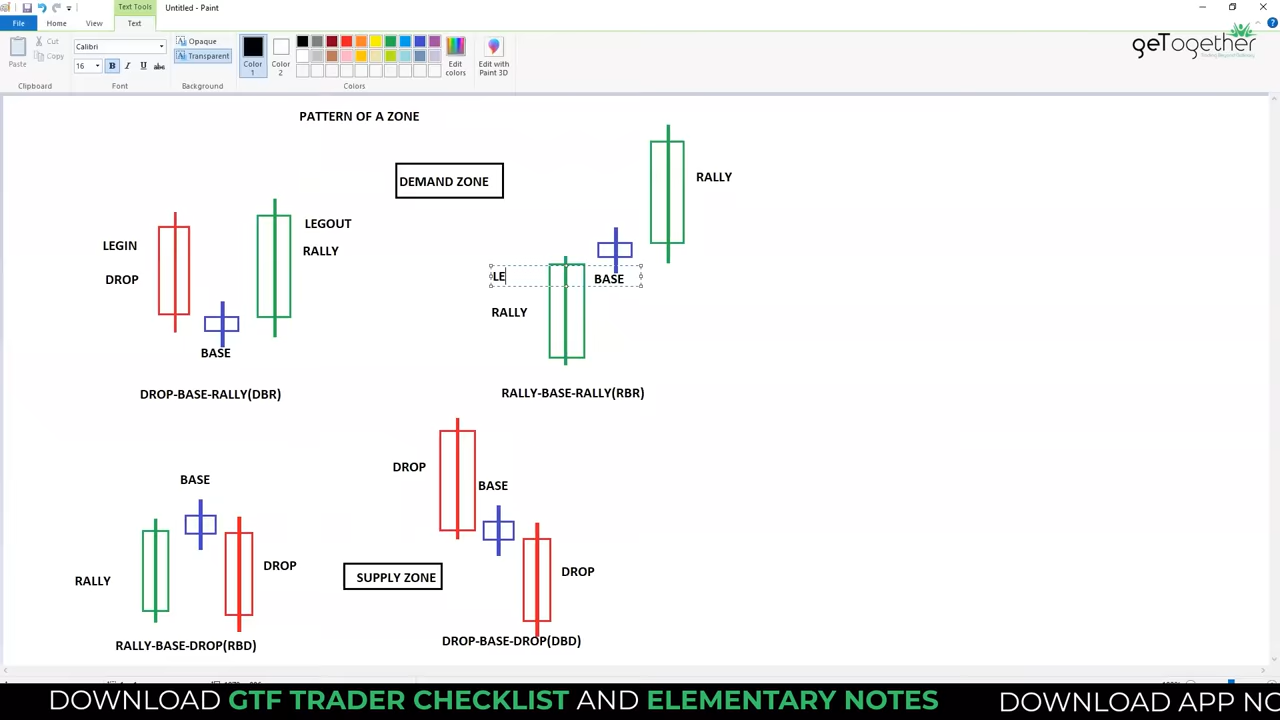 Text Tools
Untitled - Paint
File
Home
View
Text
Cut
Copy
Paste
Clipboard
Calibri
16
B
I
U
abc
Font
Opaque
Transparent
Background
Color
1
Color
2
Edit
colors
Edit with
Paint 3D
Colors
geTogether
PATTERN OF A ZONE
DEMAND ZONE
RALLY
LEGOUT
LEGIN
RALLY
DROP
LE
BASE
RALLY
BASE
DROP-BASE-RALLY(DBR)
RALLY-BASE-RALLY(RBR)
DROP
BASE
BASE
DROP
DROP
RALLY
SUPPLY ZONE
RALLY-BASE-DROP(RBD)
DROP-BASE-DROP(DBD)
DOWNLOAD GTF TRADER CHECKLIST AND ELEMENTARY NOTES
DOWNLOAD APP NO